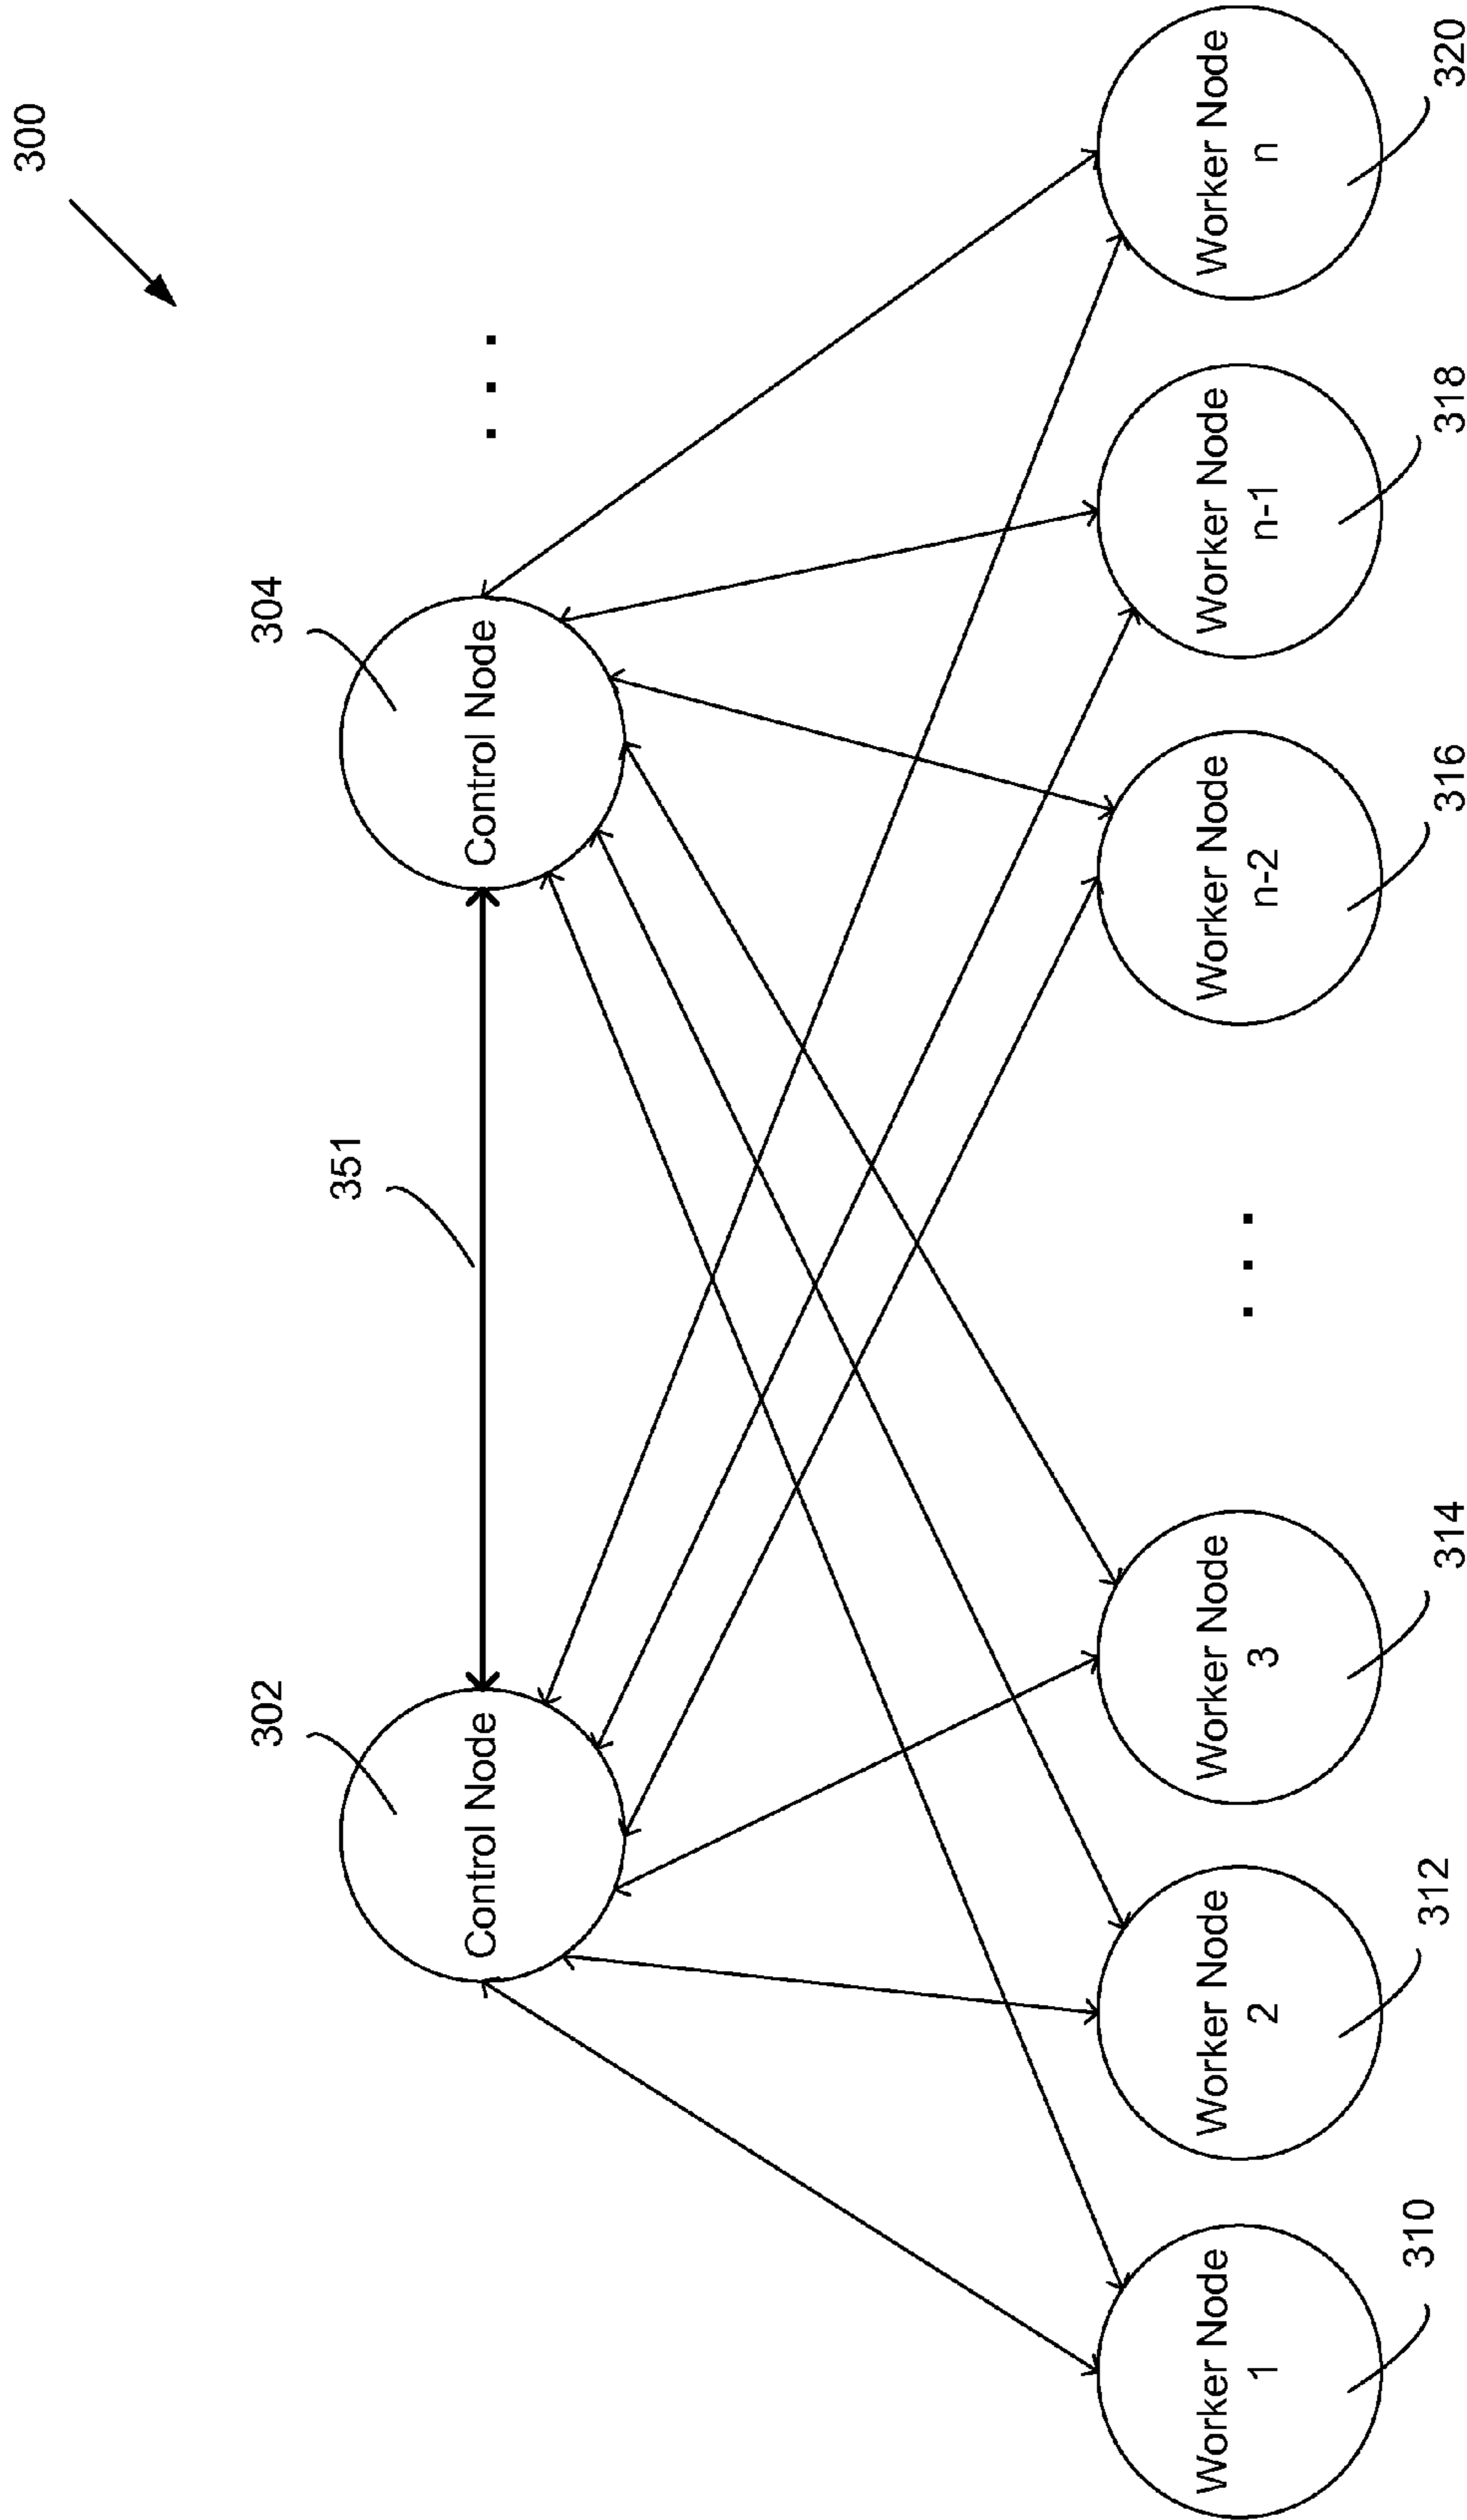 300
302
351
304
Control Node
Control Node
. . .
. . .
Worker Node
1
Worker Node
2
Worker Node
3
Worker Node
n-2
Worker Node
n-1
Worker Node
n
310
312
314
316
318
320